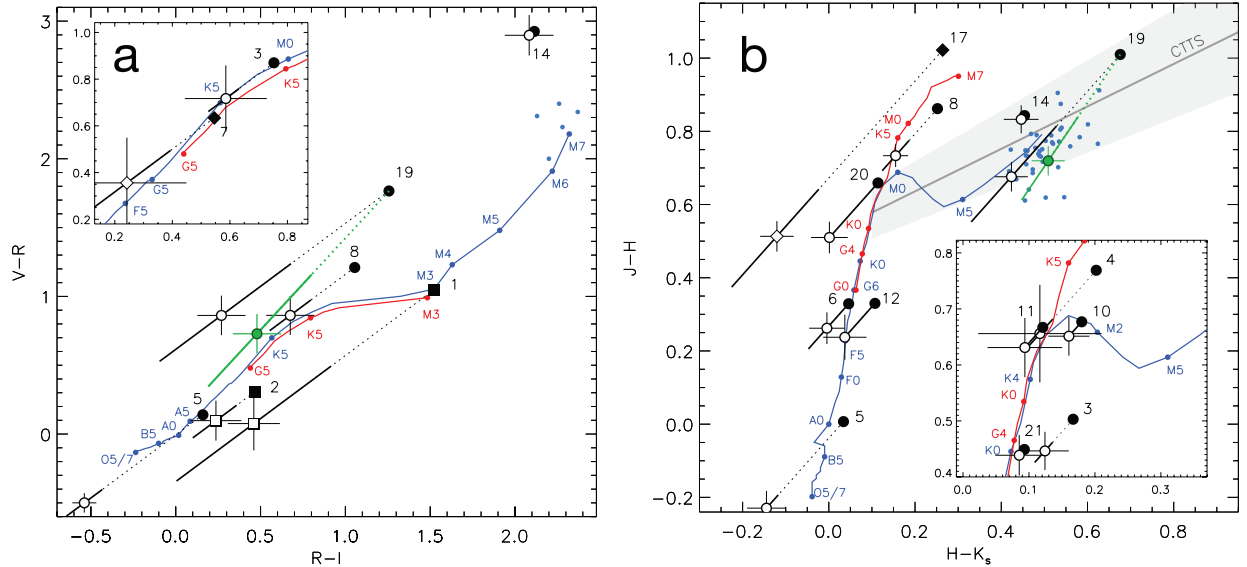 a
V−R
R−I
3
2
1
0
−0.5
0.0
0.5
1.0
1.5
2.0
0.8
0.6
0.4
0.2
0.2
0.4
0.6
0.8
3
M0
K5
K5
7
G5
G5
F5
14
M7
M6
19
M5
8
M4
M3
1
M3
K5
K5
G5
2
5
A5
A0
B5
O5/7
b
J−H
H−Ks
1.0
0.8
0.6
0.4
0.2
0.0
−0.2
−0.2
0.0
0.2
0.4
0.6
0.8
17
19
CTTS
M7
8
14
M0
K5
20
M0
M5
K0
G4
K0
G0
G6
6
12
F5
F0
A0
5
B5
O5/7
0.8
0.7
0.6
0.5
0.4
0.0
0.1
0.2
0.3
K5
4
11
10
M2
M5
K4
K0
3
G4
21
K0